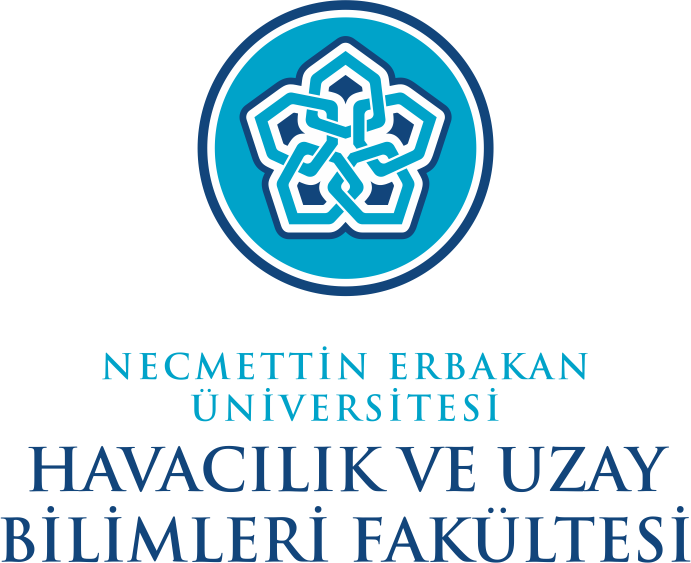 NECMETTİN ERBAKAN
ÜNİVERSİTESİ
HAVACILIK VE UZAY
BİLİMLERİ FAKÜLTESİ